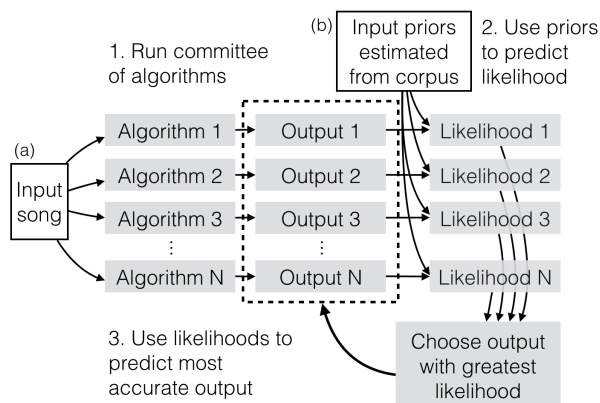 1. Run committee
of algorithms
(b)
Input priors
estimated
from corpus
2. Use priors
to predict
likelihood
(a)
Input
song
Algorithm 1
Output 1
Likelihood 1
Algorithm 2
Output 2
Likelihood 2
Algorithm 3
Output 3
Likelihood 3
⋮
⋮
Algorithm N
Output N
Likelihood N
3. Use likelihoods to
predict most
accurate output
Choose output
with greatest
likelihood